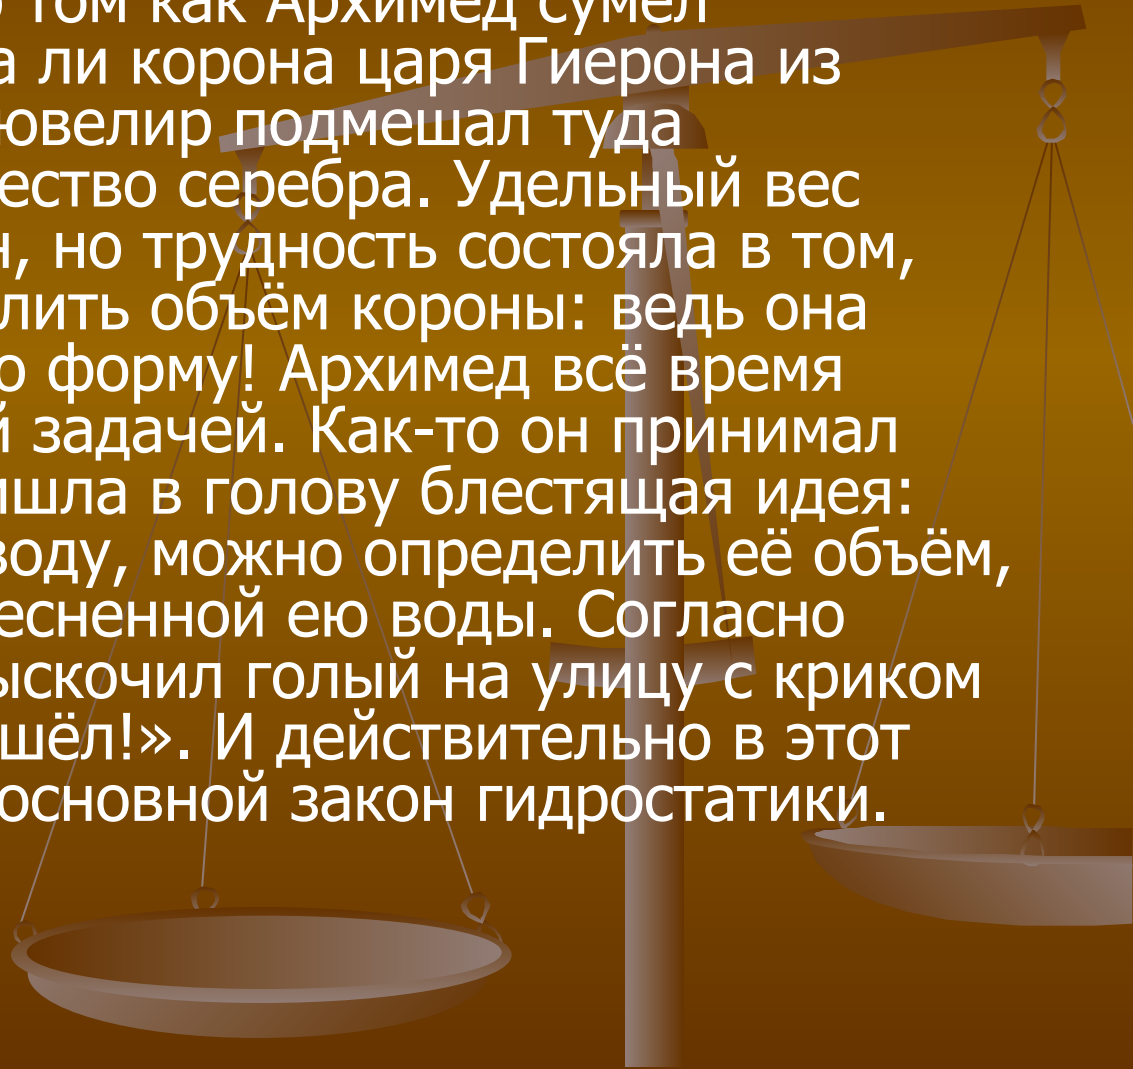 о том как Архимед сумел
а ли корона царя Гиерона из
ювелир подмешал туда
ество серебра. Удельный вес
н, но трудность состояла в том,
лить объём короны: ведь она
ю форму! Архимед всё время
й задачей. Как-то он принимал
ишла в голову блестящая идея:
воду, можно определить её объём,
есненной ею воды. Согласно
ыскочил голый на улицу с криком
шёл!». И действительно в этот
основной закон гидростатики.